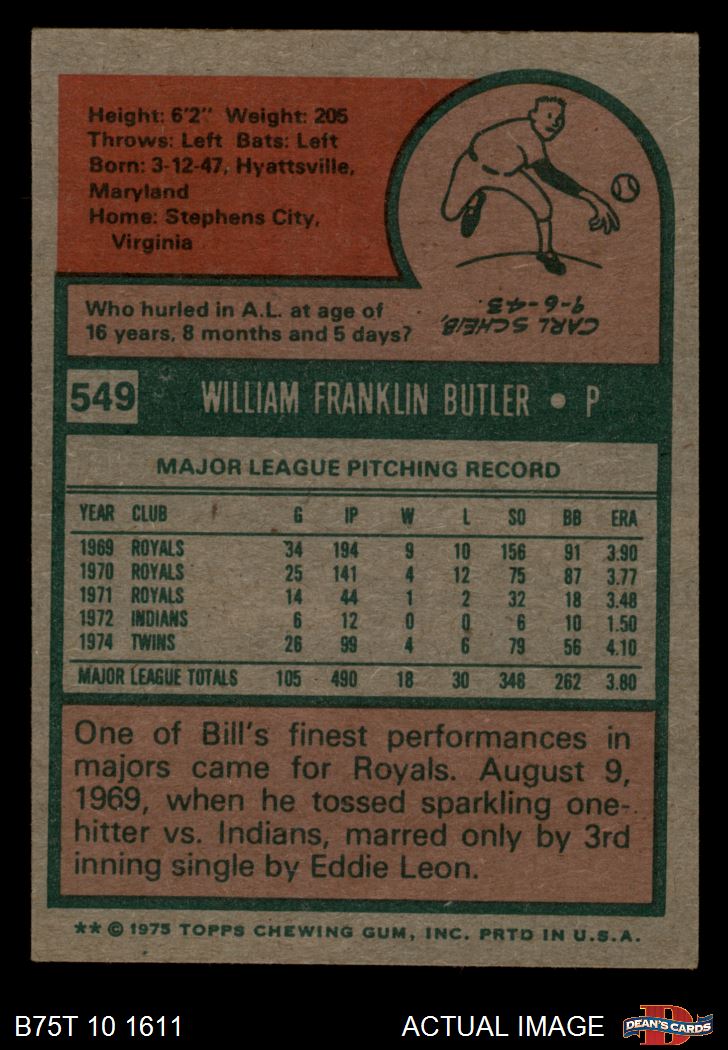 Height: 6'2" Weight: 205
Throws: Left Bats: Left
Born: 3-12-47, Hyattsville,
Maryland
Home: Stephens City,
Virginia
Who hurled in A.L. at age of
16 years, 8 months and 5 days?
CARL SCHEIB,
9-6-43
549 WILLIAM FRANKLIN BUTLER • P
MAJOR LEAGUE PITCHING RECORD
YEAR CLUB G IP W L SO BB ERA
1969 ROYALS 34 194 9 10 156 91 3.90
1970 ROYALS 25 141 4 12 75 87 3.77
1971 ROYALS 14 44 1 2 32 18 3.48
1972 INDIANS 6 12 0 0 6 10 1.50
1974 TWINS 26 99 4 6 79 56 4.10
MAJOR LEAGUE TOTALS 105 490 18 30 348 262 3.80
One of Bill's finest performances in
majors came for Royals. August 9,
1969, when he tossed sparkling one-
hitter vs. Indians, marred only by 3rd
inning single by Eddie Leon.
** © 1975 TOPPS CHEWING GUM, INC. PRTD IN U.S.A.
B75T 10 1611 ACTUAL IMAGE
D
DEAN'S CARDS